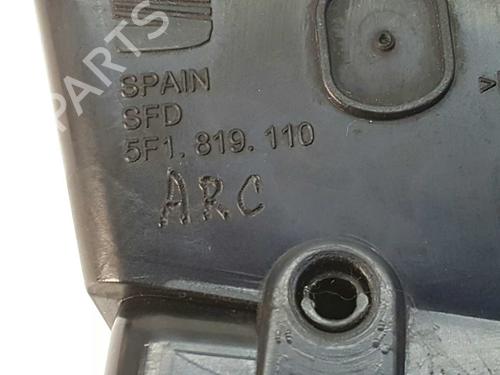 SPAIN
SFD
5F1.819.110
ARC
PARTS